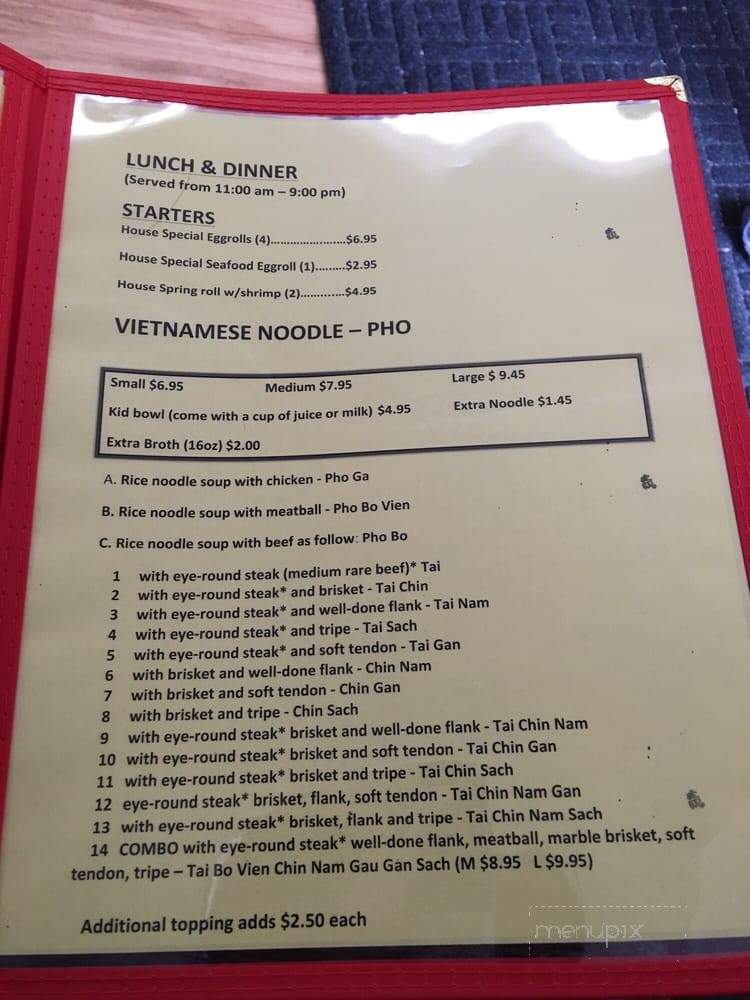 LUNCH & DINNER
(Served from 11:00 am – 9:00 pm)
STARTERS
House Special Eggrolls (4)........................$6.95
House Special Seafood Eggroll (1).........$2.95
House Spring roll w/shrimp (2).............$4.95
VIETNAMESE NOODLE – PHO
Small $6.95 Medium $7.95 Large $ 9.45
Kid bowl (come with a cup of juice or milk) $4.95 Extra Noodle $1.45
Extra Broth (16oz) $2.00
A. Rice noodle soup with chicken - Pho Ga
B. Rice noodle soup with meatball - Pho Bo Vien
C. Rice noodle soup with beef as follow: Pho Bo
1 with eye-round steak (medium rare beef)* Tai
2 with eye-round steak* and brisket - Tai Chin
3 with eye-round steak* and well-done flank - Tai Nam
4 with eye-round steak* and tripe - Tai Sach
5 with eye-round steak* and soft tendon - Tai Gan
6 with brisket and well-done flank - Chin Nam
7 with brisket and soft tendon - Chin Gan
8 with brisket and tripe - Chin Sach
9 with eye-round steak* brisket and well-done flank - Tai Chin Nam
10 with eye-round steak* brisket and soft tendon - Tai Chin Gan
11 with eye-round steak* brisket and tripe - Tai Chin Sach
12 eye-round steak* brisket, flank, soft tendon - Tai Chin Nam Gan
13 with eye-round steak* brisket, flank and tripe - Tai Chin Nam Sach
14 COMBO with eye-round steak* well-done flank, meatball, marble brisket, soft
tendon, tripe – Tai Bo Vien Chin Nam Gau Gan Sach (M $8.95 L $9.95)
Additional topping adds $2.50 each
menupix